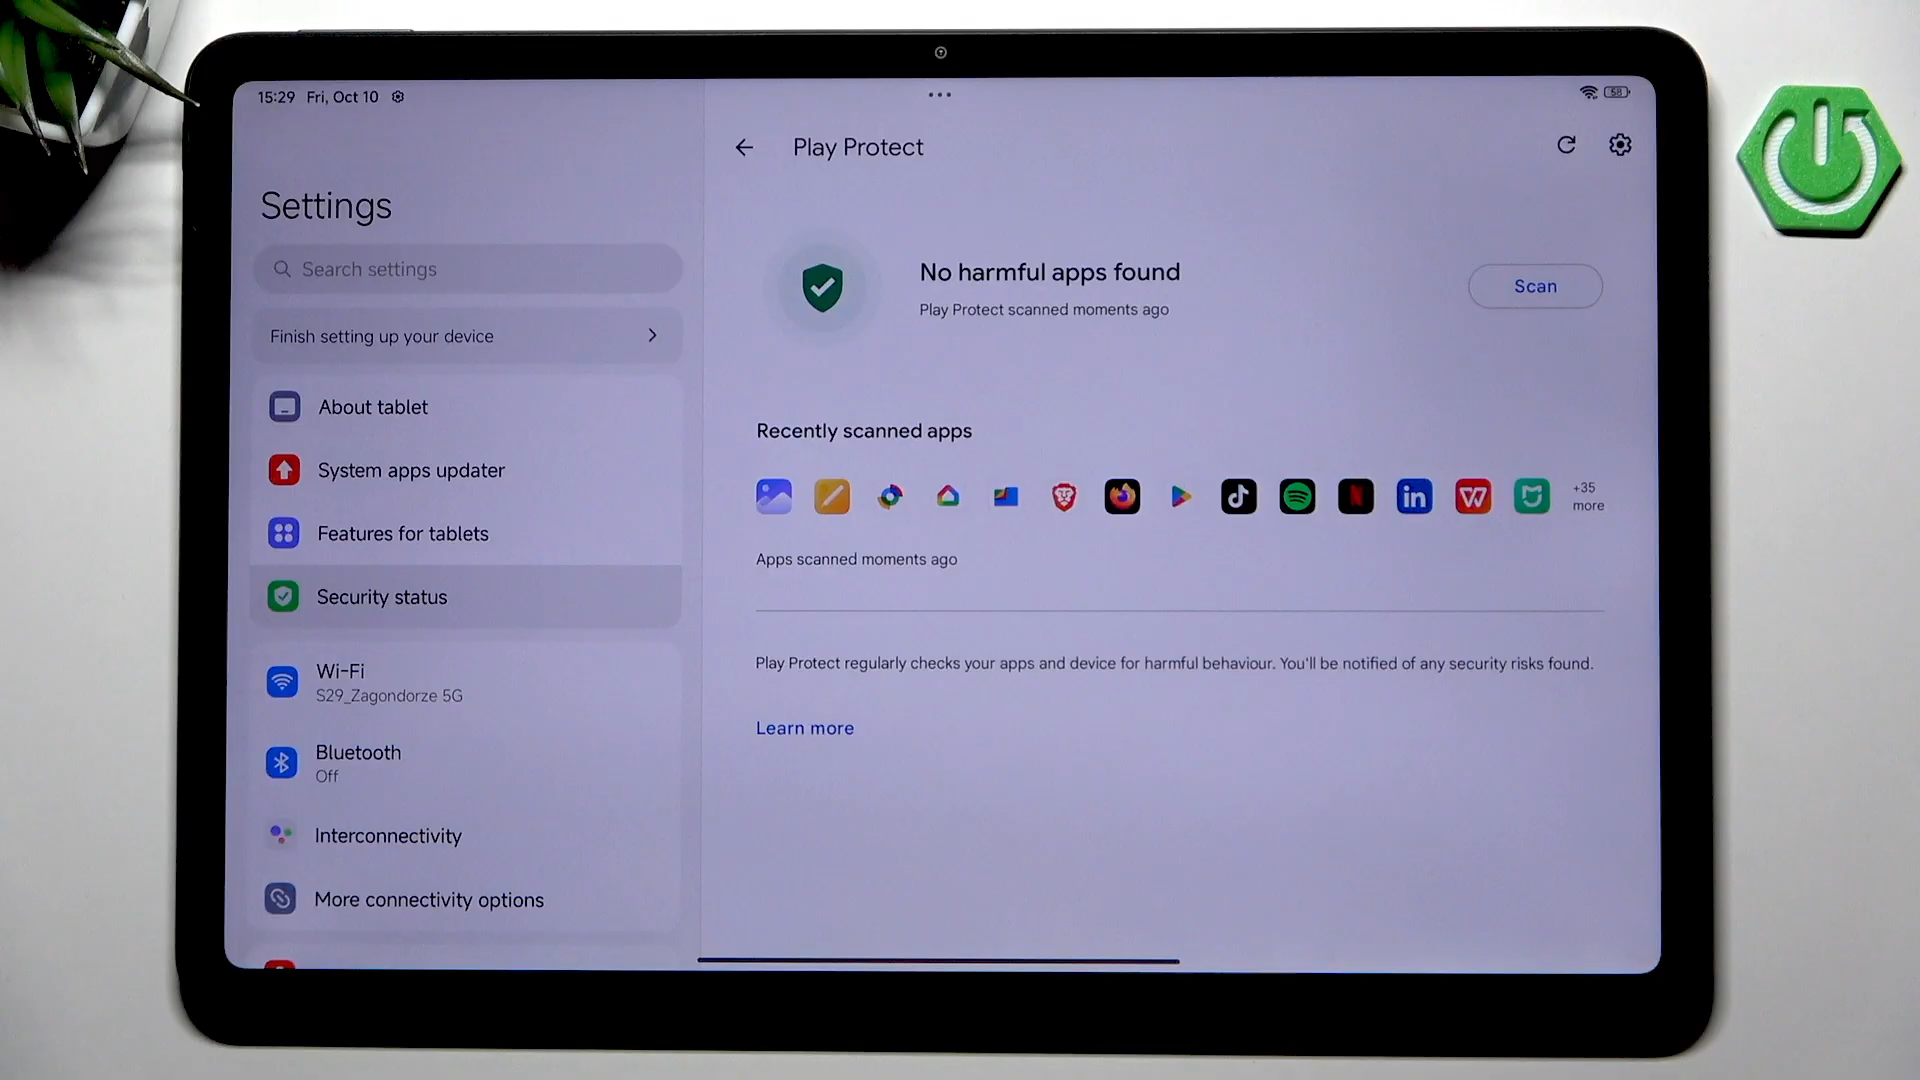 15:29 Fri, Oct 10
58
Settings
Search settings
Finish setting up your device
About tablet
System apps updater
Features for tablets
Security status
Wi-Fi
S29_Zagondorze 5G
Bluetooth
Off
Interconnectivity
More connectivity options
Play Protect
No harmful apps found
Play Protect scanned moments ago
Scan
Recently scanned apps
+35
more
Apps scanned moments ago
Play Protect regularly checks your apps and device for harmful behaviour. You'll be notified of any security risks found.
Learn more